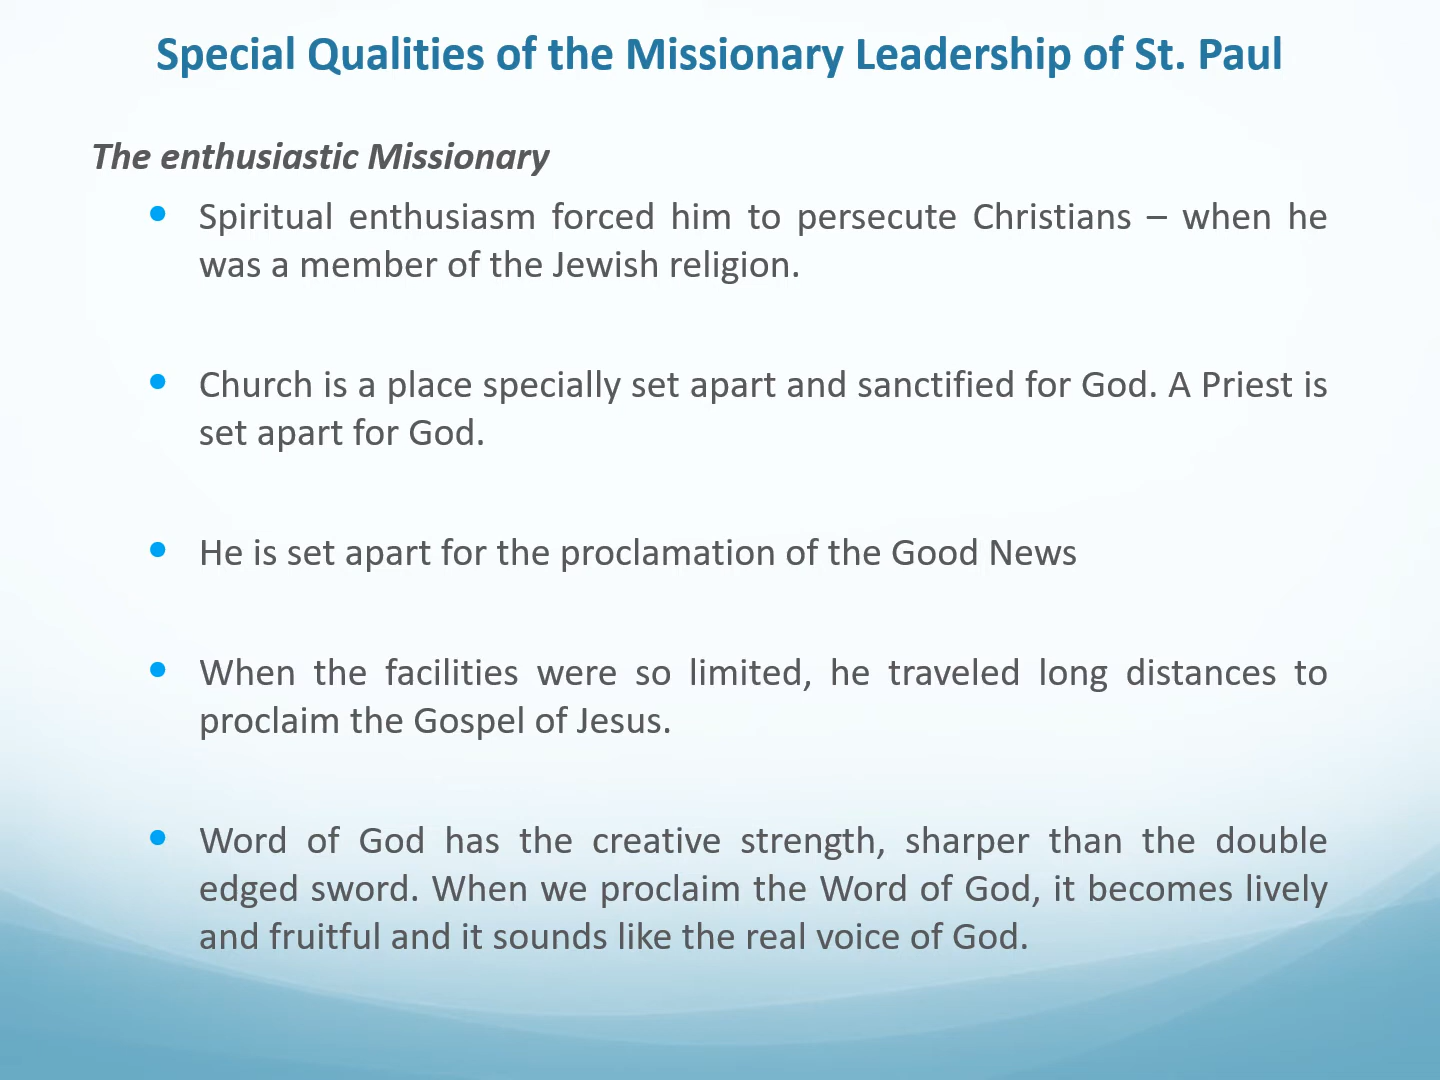 Special Qualities of the Missionary Leadership of St. Paul
The enthusiastic Missionary
• Spiritual enthusiasm forced him to persecute Christians – when he
was a member of the Jewish religion.
• Church is a place specially set apart and sanctified for God. A Priest is
set apart for God.
• He is set apart for the proclamation of the Good News
• When the facilities were so limited, he traveled long distances to
proclaim the Gospel of Jesus.
• Word of God has the creative strength, sharper than the double
edged sword. When we proclaim the Word of God, it becomes lively
and fruitful and it sounds like the real voice of God.